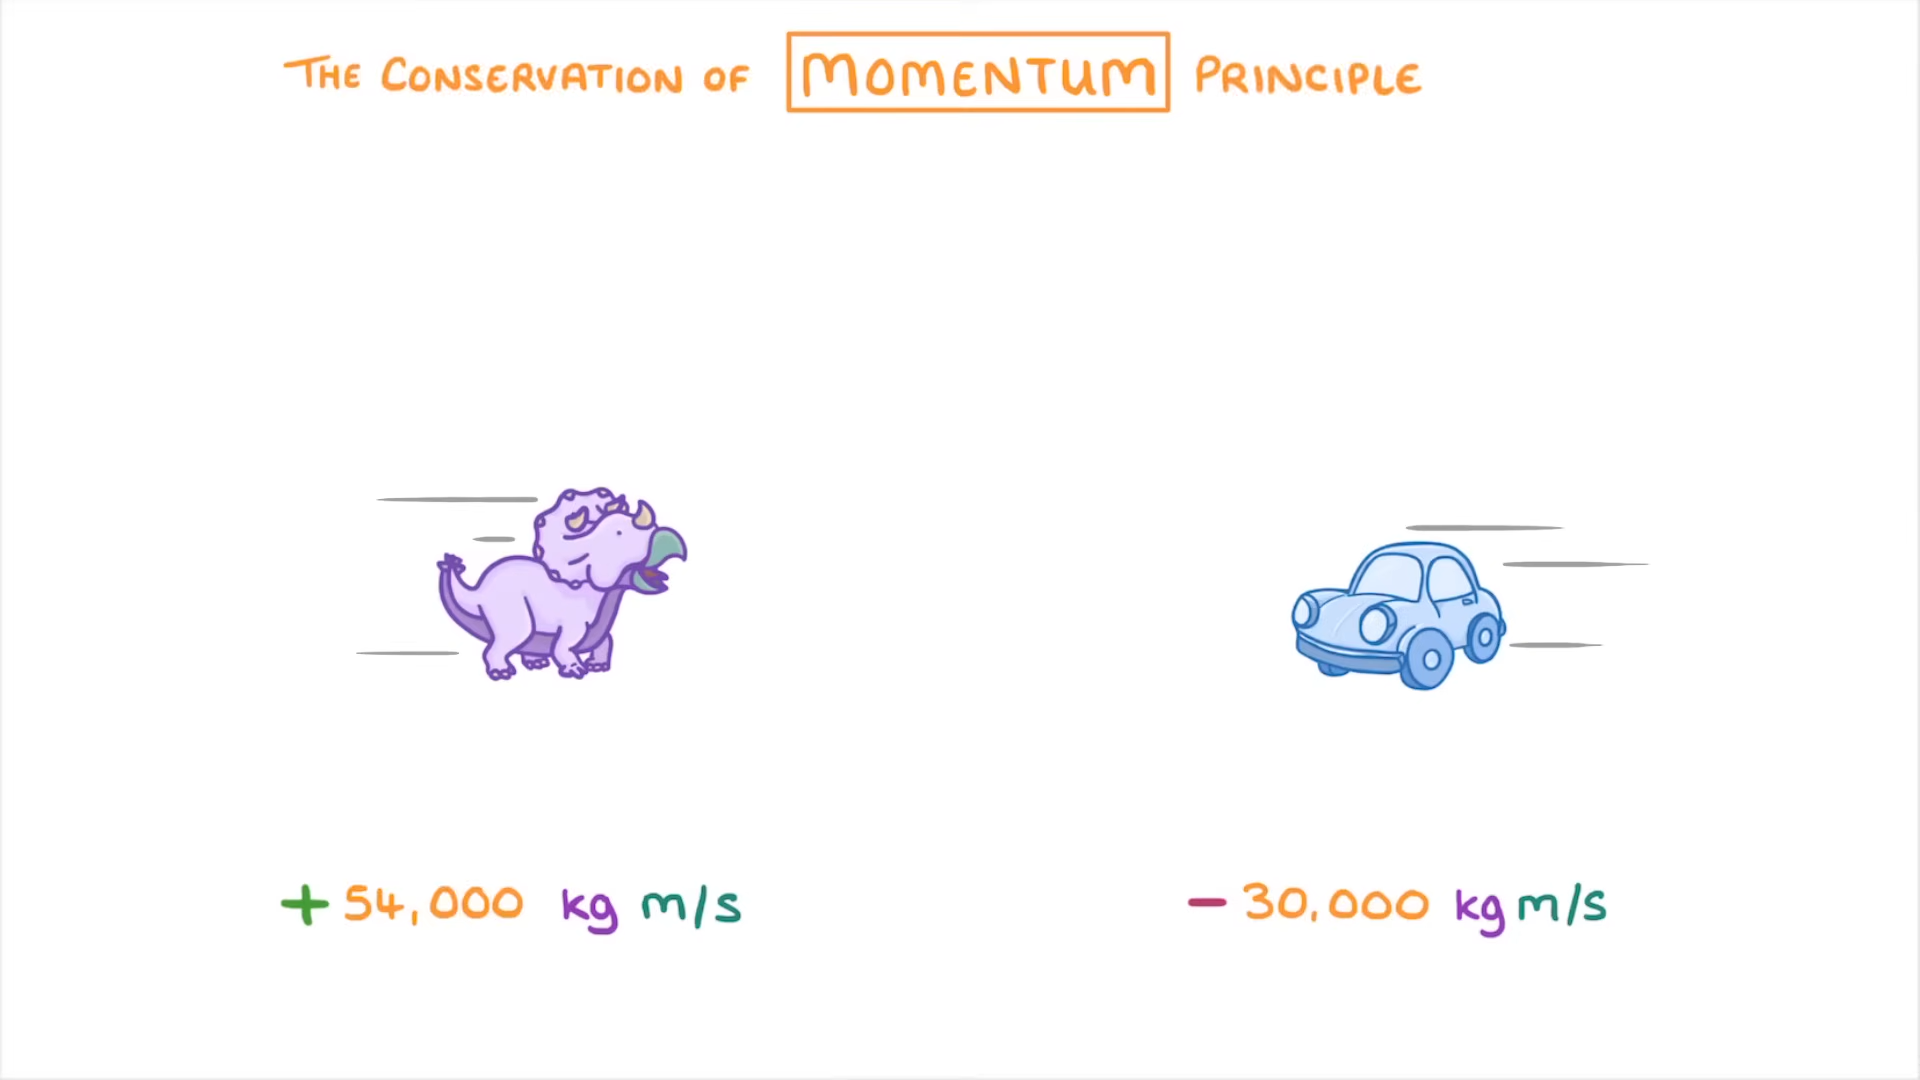 THE CONSERVATION OF MOMENTUM PRINCIPLE
+ 54,000 kg m/s
- 30,000 kg m/s